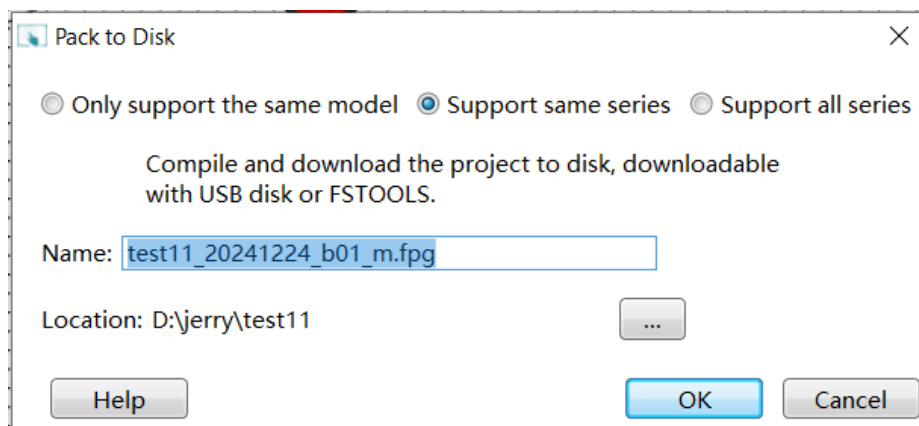 Pack to Disk
Only support the same model Support same series Support all series
Compile and download the project to disk, downloadable
with USB disk or FSTOOLS.
Name: test11_20241224_b01_m.fpg
Location: D:\jerry\test11 ...
Help OK Cancel